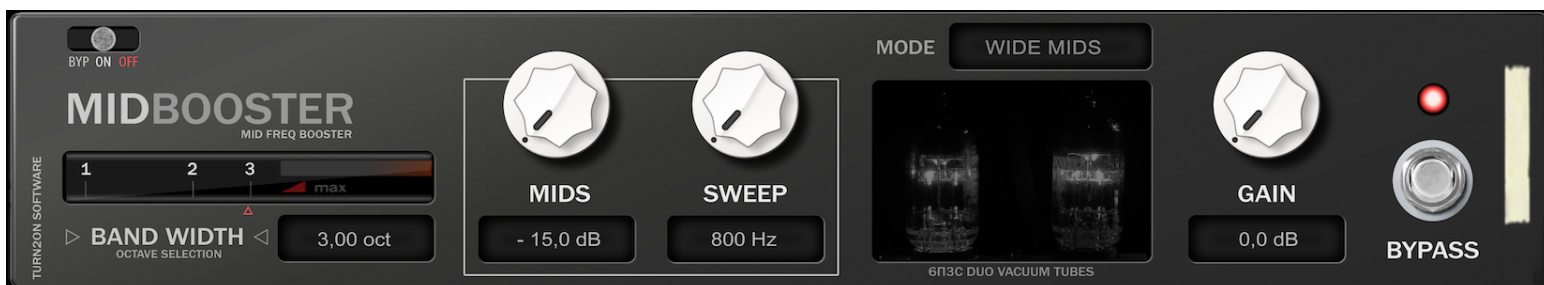 BYP ON OFF
MIDBOOSTER
MID FREQ BOOSTER
1 2 3
max
BAND WIDTH
OCTAVE SELECTION
3,00 oct
TURN2ON SOFTWARE
MIDS
- 15,0 dB
SWEEP
800 Hz
MODE
WIDE MIDS
6П3С DUO VACUUM TUBES
GAIN
0,0 dB
BYPASS